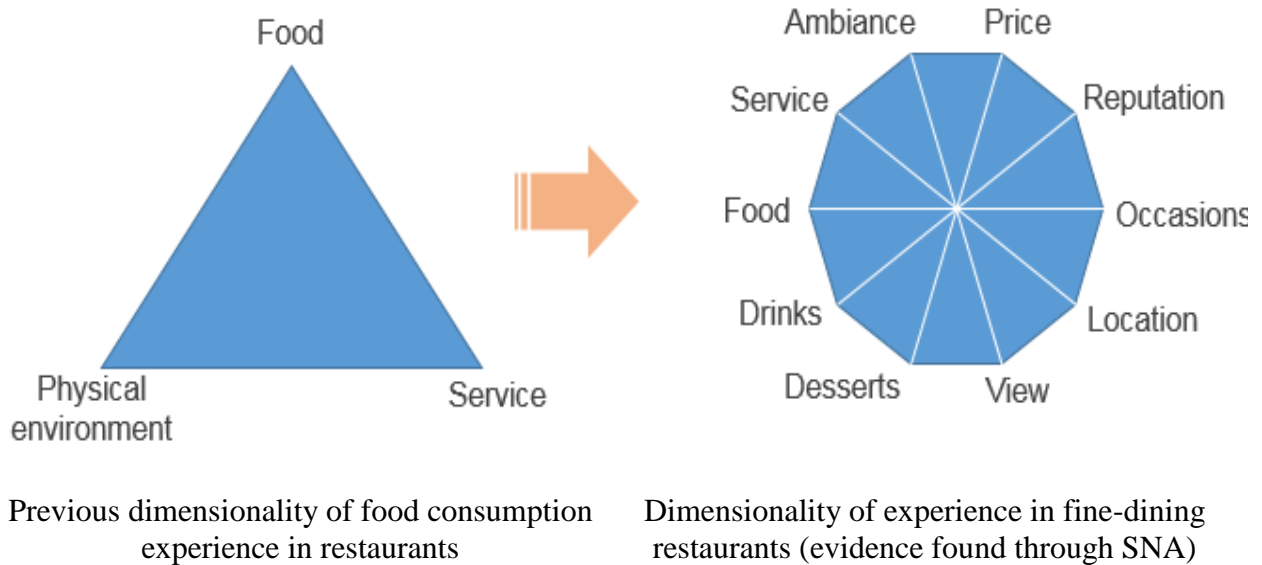 Food
Physical
environment
Service
Ambiance
Price
Service
Reputation
Food
Occasions
Drinks
Location
Desserts
View
Previous dimensionality of food consumption
experience in restaurants
Dimensionality of experience in fine-dining
restaurants (evidence found through SNA)